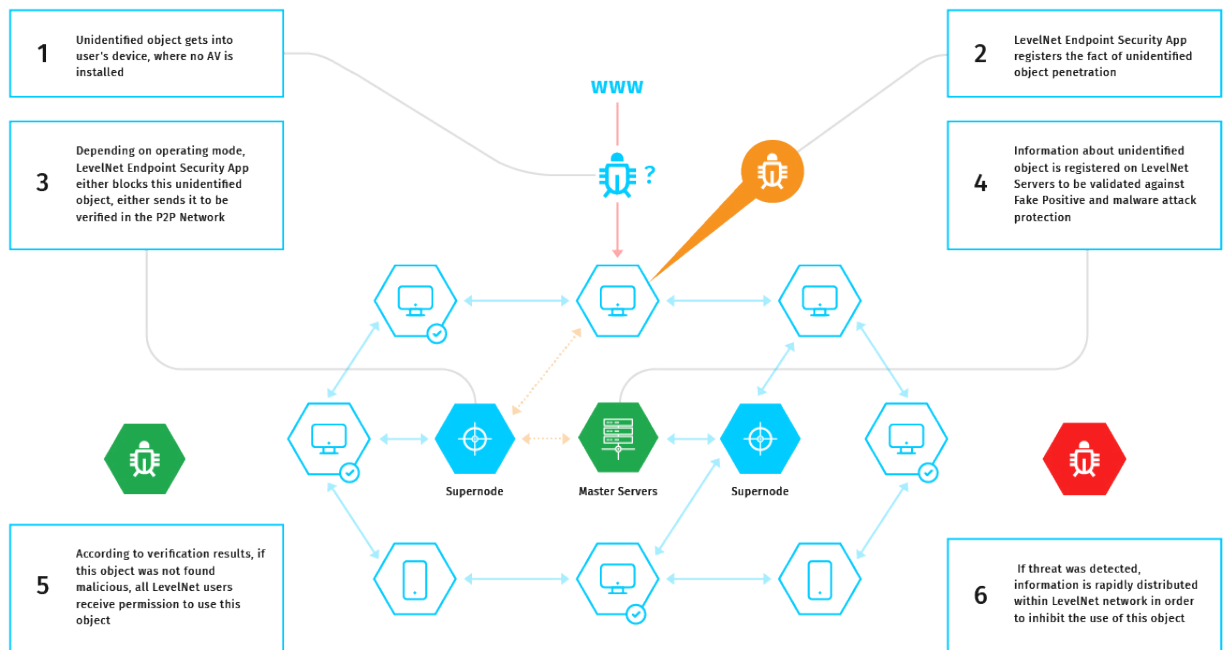 1
Unidentified object gets into
user's device, where no AV is
installed
2
LevelNet Endpoint Security App
registers the fact of unidentified
object penetration
www
?
3
Depending on operating mode,
LevelNet Endpoint Security App
either blocks this unidentified
object, either sends it to be
verified in the P2P Network
4
Information about unidentified
object is registered on LevelNet
Servers to be validated against
Fake Positive and malware attack
protection
Supernode
Master Servers
Supernode
5
According to verification results, if
this object was not found
malicious, all LevelNet users
receive permission to use this
object
6
If threat was detected,
information is rapidly distributed
within LevelNet network in order
to inhibit the use of this object